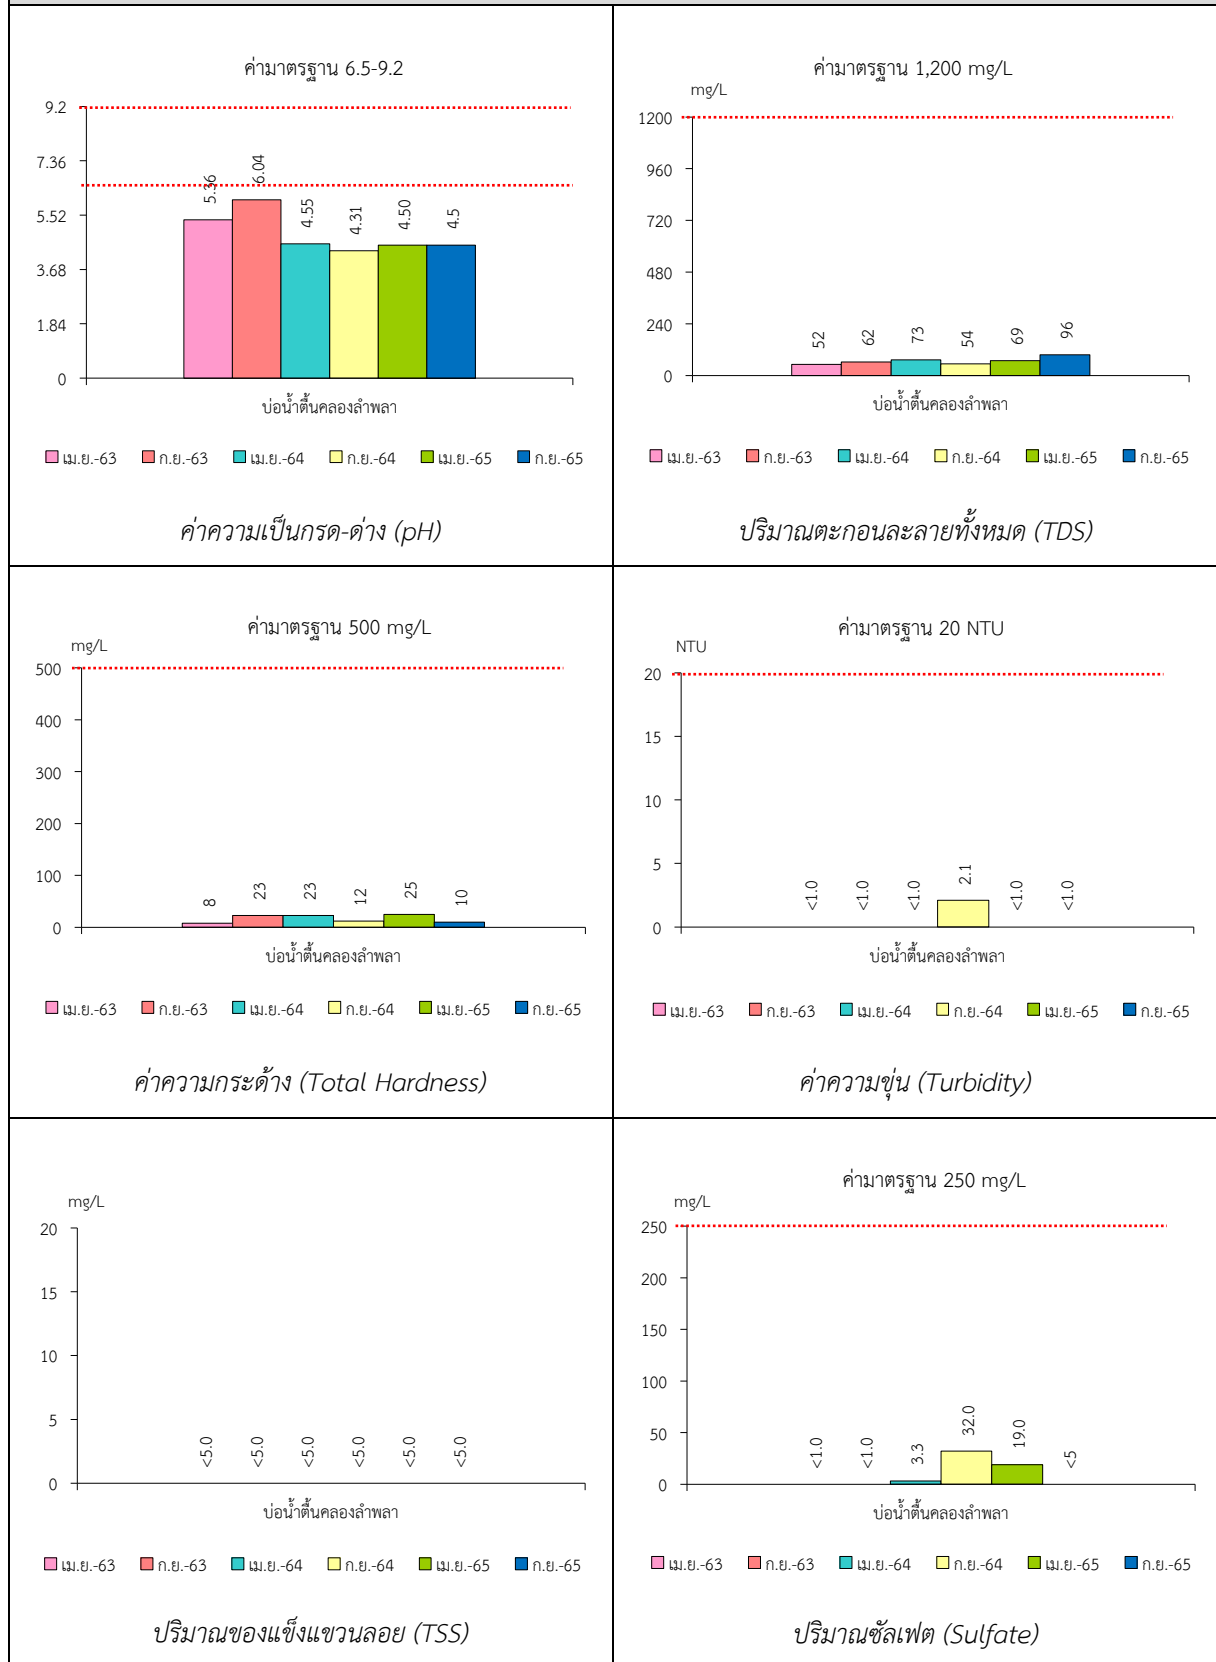 ค่ามาตรฐาน 6.5-9.2
9.2
7.36
5.52
3.68
1.84
0
5.36
6.04
4.55
4.31
4.50
4.5
บ่อน้ำตื้นคลองลำพลา
เม.ย.-63 ก.ย.-63 เม.ย.-64 ก.ย.-64 เม.ย.-65 ก.ย.-65
ค่าความเป็นกรด-ด่าง (pH)
ค่ามาตรฐาน 1,200 mg/L
mg/L
1200
960
720
480
240
0
52
62
73
54
69
96
บ่อน้ำตื้นคลองลำพลา
เม.ย.-63 ก.ย.-63 เม.ย.-64 ก.ย.-64 เม.ย.-65 ก.ย.-65
ปริมาณตะกอนละลายทั้งหมด (TDS)
ค่ามาตรฐาน 500 mg/L
mg/L
500
400
300
200
100
0
8
23
23
12
25
10
บ่อน้ำตื้นคลองลำพลา
เม.ย.-63 ก.ย.-63 เม.ย.-64 ก.ย.-64 เม.ย.-65 ก.ย.-65
ค่าความกระด้าง (Total Hardness)
ค่ามาตรฐาน 20 NTU
NTU
20
15
10
5
0
<1.0
<1.0
<1.0
2.1
<1.0
<1.0
บ่อน้ำตื้นคลองลำพลา
เม.ย.-63 ก.ย.-63 เม.ย.-64 ก.ย.-64 เม.ย.-65 ก.ย.-65
ค่าความขุ่น (Turbidity)
mg/L
20
15
10
5
0
<5.0
<5.0
<5.0
<5.0
<5.0
<5.0
บ่อน้ำตื้นคลองลำพลา
เม.ย.-63 ก.ย.-63 เม.ย.-64 ก.ย.-64 เม.ย.-65 ก.ย.-65
ปริมาณของแข็งแขวนลอย (TSS)
ค่ามาตรฐาน 250 mg/L
mg/L
250
200
150
100
50
0
<1.0
<1.0
3.3
32.0
19.0
<5
บ่อน้ำตื้นคลองลำพลา
เม.ย.-63 ก.ย.-63 เม.ย.-64 ก.ย.-64 เม.ย.-65 ก.ย.-65
ปริมาณซัลเฟต (Sulfate)